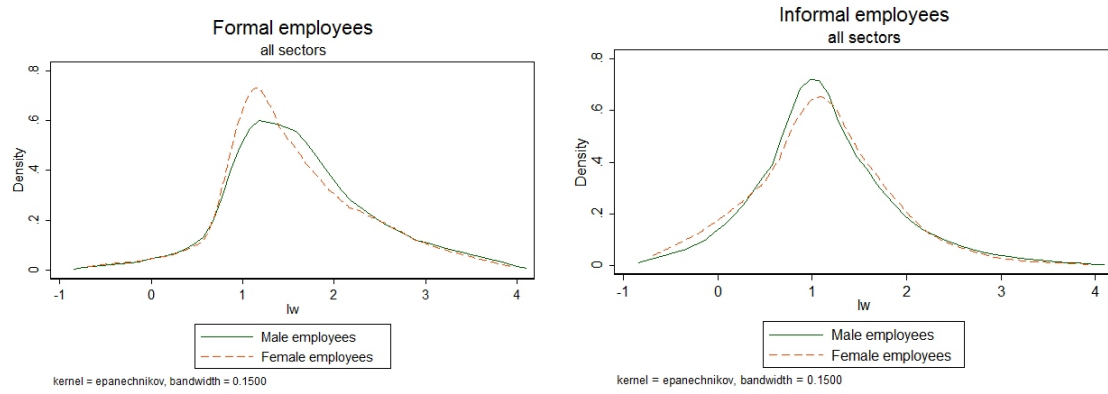 Formal employees
all sectors
.8
.6
.4
.2
0
Density
-1 0 1 2 3 4
lw
Male employees
Female employees
kernel = epanechnikov, bandwidth = 0.1500
Informal employees
all sectors
.8
.6
.4
.2
0
Density
-1 0 1 2 3 4
lw
Male employees
Female employees
kernel = epanechnikov, bandwidth = 0.1500